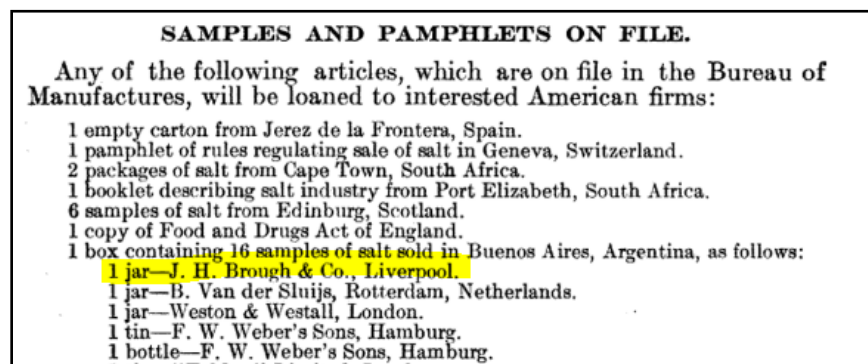 SAMPLES AND PAMPHLETS ON FILE.
Any of the following articles, which are on file in the Bureau of
Manufactures, will be loaned to interested American firms:
1 empty carton from Jerez de la Frontera, Spain.
1 pamphlet of rules regulating sale of salt in Geneva, Switzerland.
2 packages of salt from Cape Town, South Africa.
1 booklet describing salt industry from Port Elizabeth, South Africa.
6 samples of salt from Edinburg, Scotland.
1 copy of Food and Drugs Act of England.
1 box containing 16 samples of salt sold in Buenos Aires, Argentina, as follows:
1 jar—J. H. Brough & Co., Liverpool.
1 jar—B. Van der Sluijs, Rotterdam, Netherlands.
1 jar—Weston & Westall, London.
1 tin—F. W. Weber's Sons, Hamburg.
1 bottle—F. W. Weber's Sons, Hamburg.